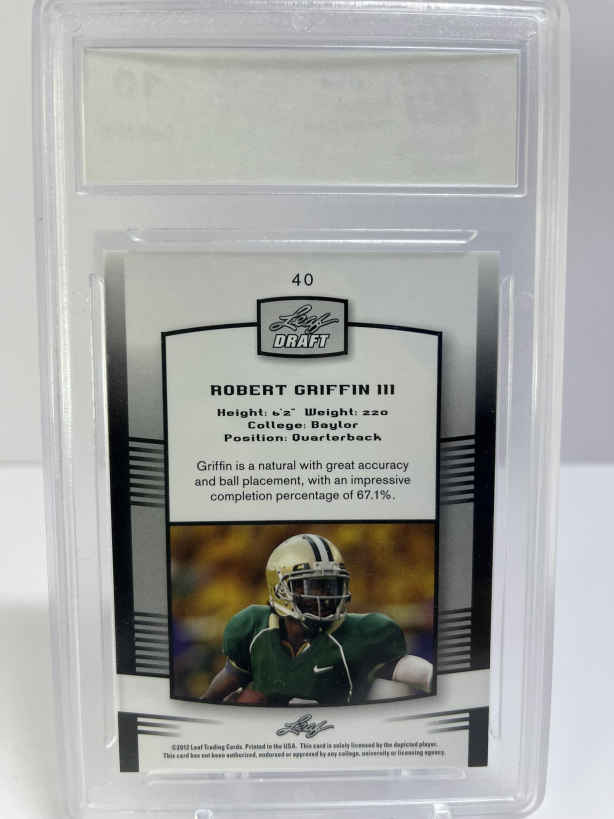 40
Leaf
DRAFT
ROBERT GRIFFIN III
Height: 6'2" Weight: 220
College: Baylor
Position: Quarterback
Griffin is a natural with great accuracy
and ball placement, with an impressive
completion percentage of 67.1%.
Leaf
©2012 Leaf Trading Cards. Printed in the USA. This card is solely licensed by the depicted player.
This card has not been authorized, endorsed or approved by any college, university or licensing agency.